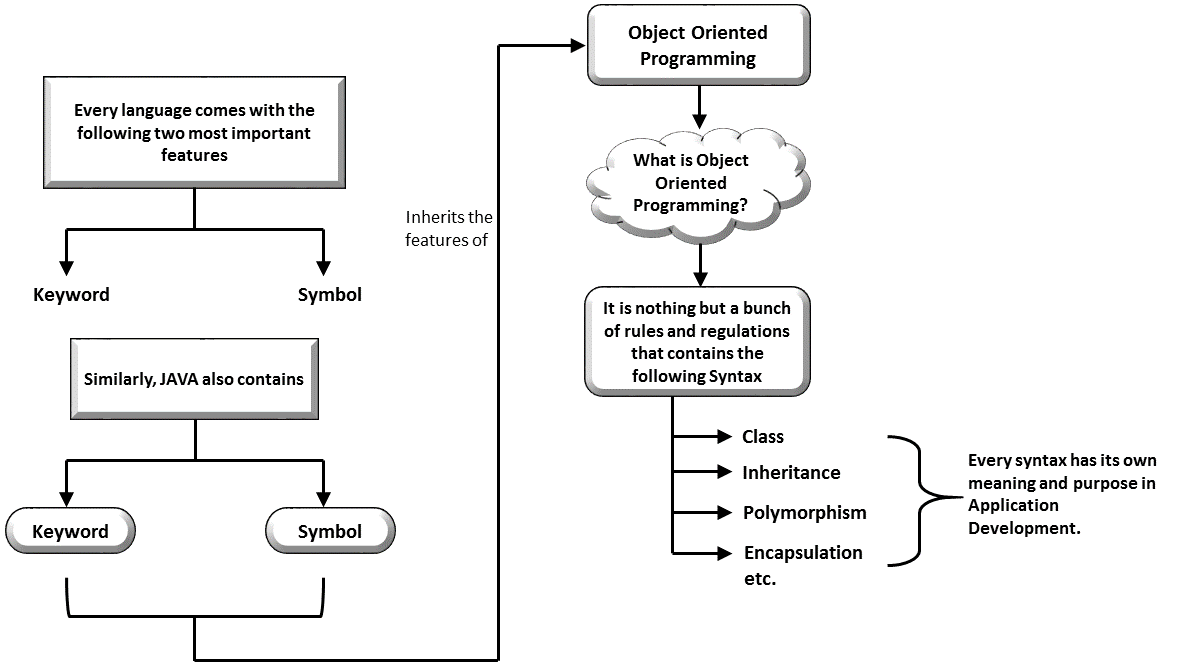 Every language comes with the
following two most important
features
Keyword
Symbol
Similarly, JAVA also contains
Keyword
Symbol
Inherits the
features of
Object Oriented
Programming
What is Object
Oriented
Programming?
It is nothing but a bunch
of rules and regulations
that contains the
following Syntax
Class
Inheritance
Polymorphism
Encapsulation
etc.
Every syntax has its own
meaning and purpose in
Application
Development.